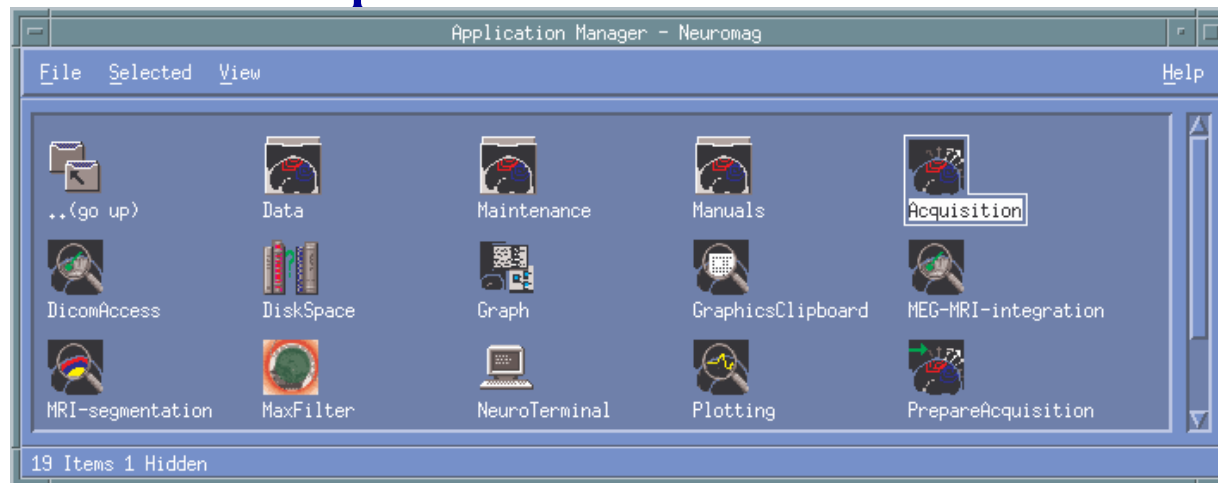 Application Manager - Neuromag
File Selected View Help
..(go up) Data Maintenance Manuals Acquisition
DicomAccess DiskSpace Graph GraphicsClipboard MEG-MRI-integration
MRI-segmentation MaxFilter NeuroTerminal Plotting PrepareAcquisition
19 Items 1 Hidden